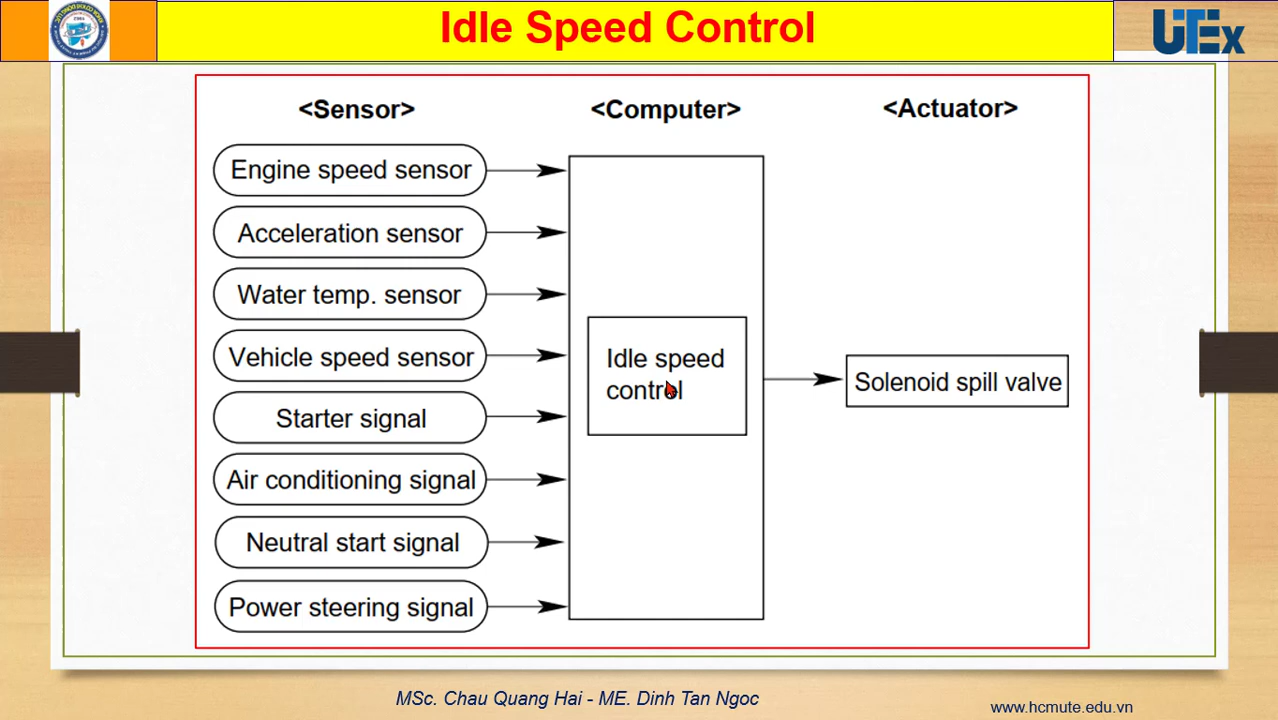 Idle Speed Control
UTEx
<Sensor>
<Computer>
<Actuator>
Engine speed sensor
Acceleration sensor
Water temp. sensor
Vehicle speed sensor
Starter signal
Air conditioning signal
Neutral start signal
Power steering signal
Idle speed
control
Solenoid spill valve
MSc. Chau Quang Hai - ME. Dinh Tan Ngoc
www.hcmute.edu.vn